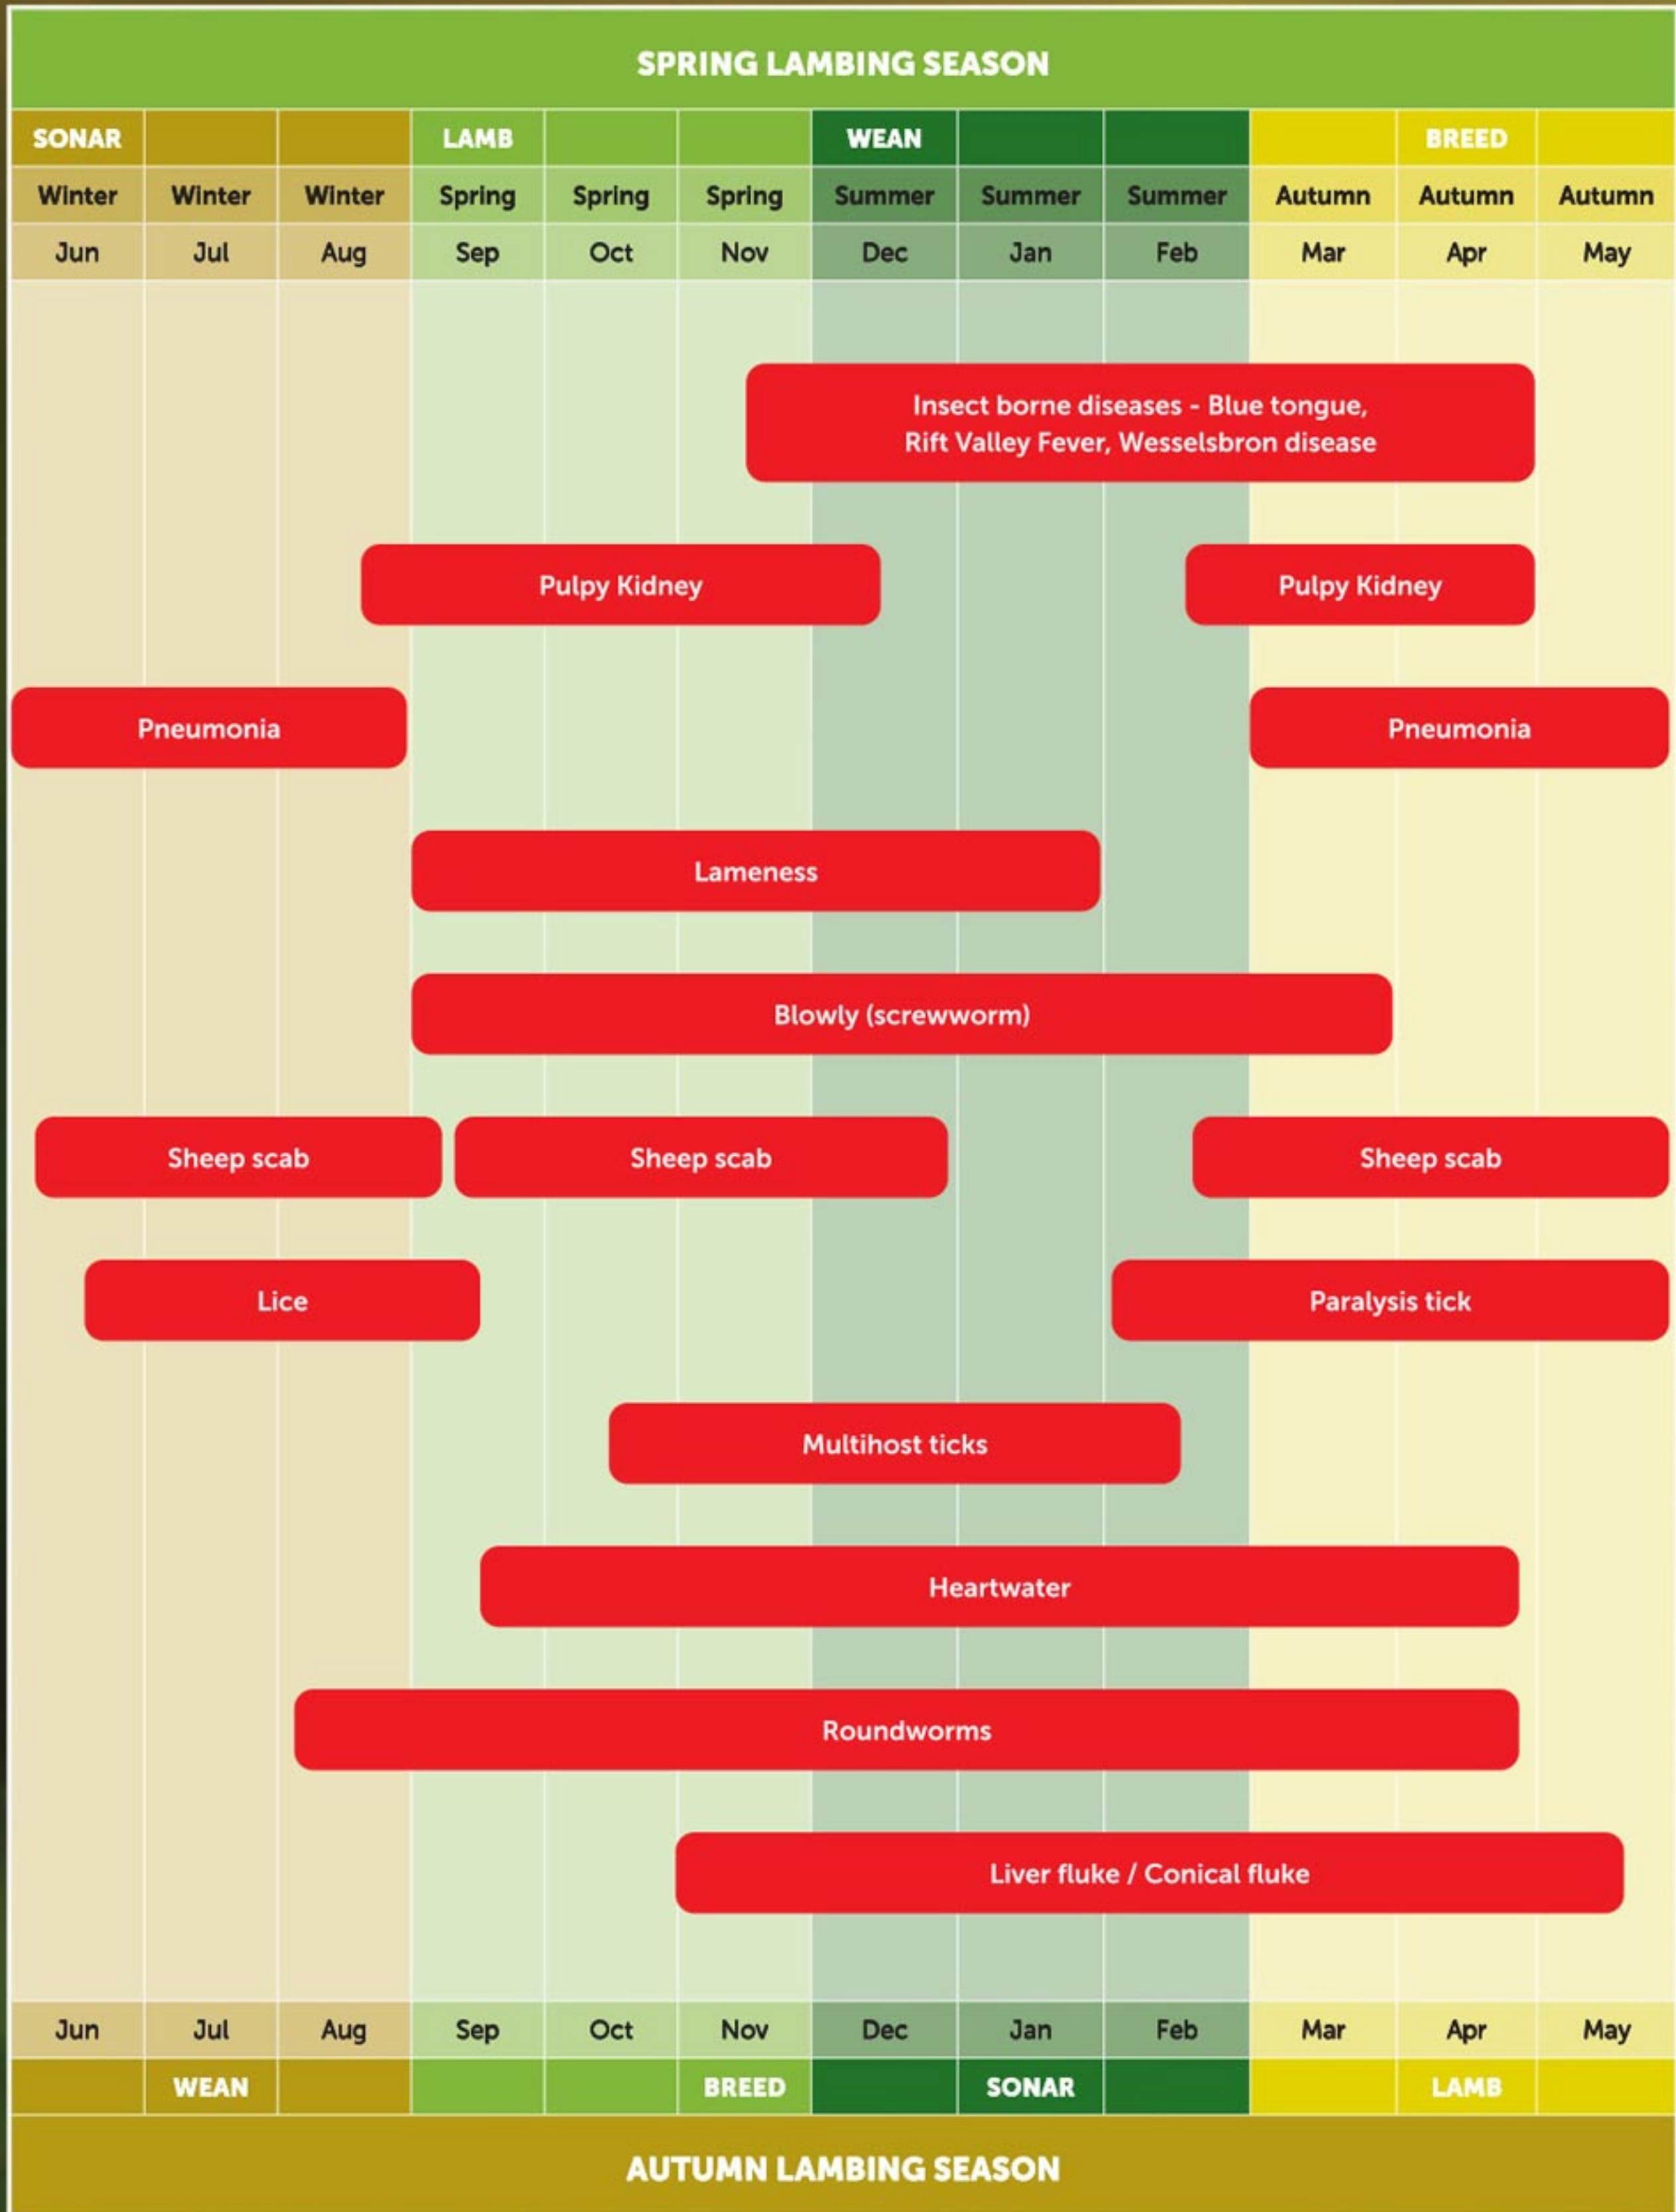 SPRING LAMBING SEASON
SONAR LAMB WEAN BREED
Winter Winter Winter Spring Spring Spring Summer Summer Summer Autumn Autumn Autumn
Jun Jul Aug Sep Oct Nov Dec Jan Feb Mar Apr May
Insect borne diseases - Blue tongue,
Rift Valley Fever, Wesselsbron disease
Pulpy Kidney Pulpy Kidney
Pneumonia Pneumonia
Lameness
Blowly (screwworm)
Sheep scab Sheep scab Sheep scab
Lice Paralysis tick
Multihost ticks
Heartwater
Roundworms
Liver fluke / Conical fluke
Jun Jul Aug Sep Oct Nov Dec Jan Feb Mar Apr May
WEAN BREED SONAR LAMB
AUTUMN LAMBING SEASON